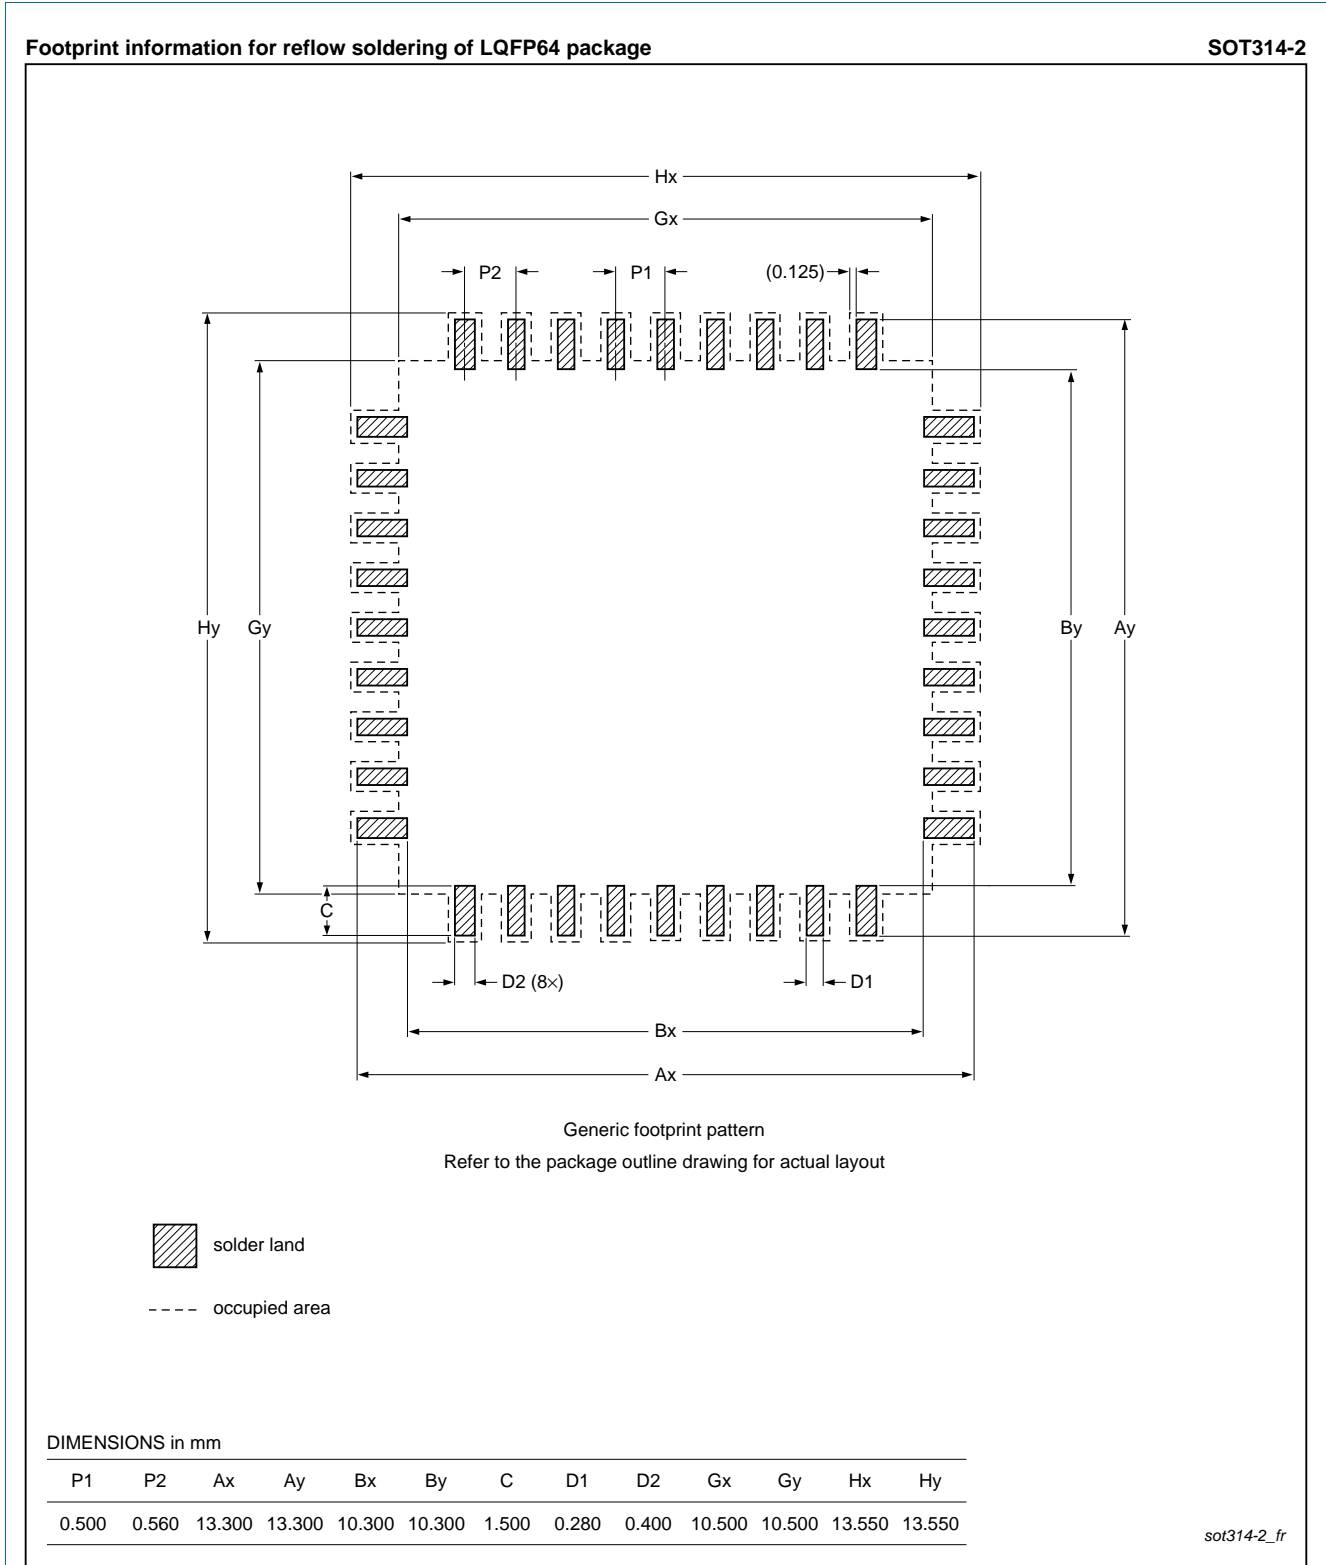 Footprint information for reflow soldering of LQFP64 package SOT314-2
Hx
Gx
P2 P1 (0.125)
Hy Gy By Ay
C
D2 (8×) D1
Bx
Ax
Generic footprint pattern
Refer to the package outline drawing for actual layout
solder land
occupied area
DIMENSIONS in mm
P1 P2 Ax Ay Bx By C D1 D2 Gx Gy Hx Hy
0.500 0.560 13.300 13.300 10.300 10.300 1.500 0.280 0.400 10.500 10.500 13.550 13.550
sot314-2_fr